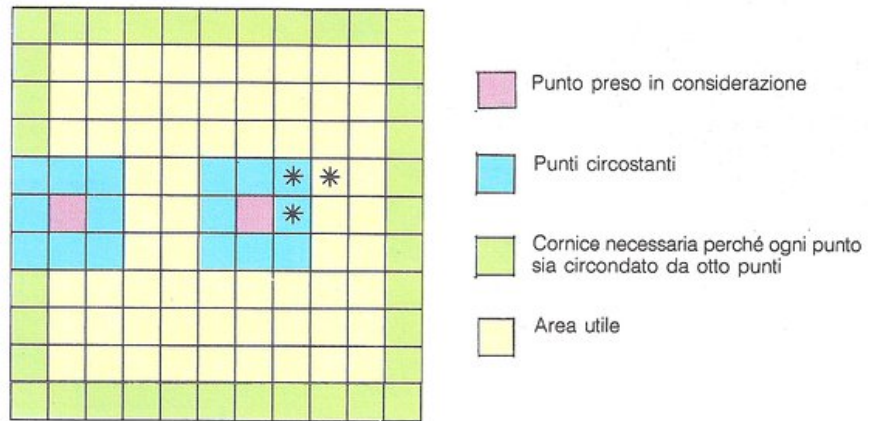 Punto preso in considerazione
Punti circostanti
Cornice necessaria perché ogni punto
sia circondato da otto punti
Area utile